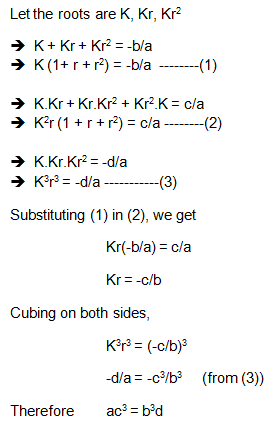 Let the roots are K, Kr, Kr²
➔ K + Kr + Kr² = -b/a
➔ K (1+ r + r²) = -b/a --------(1)
➔ K.Kr + Kr.Kr² + Kr².K = c/a
➔ K²r (1 + r + r²) = c/a --------(2)
➔ K.Kr.Kr² = -d/a
➔ K³r³ = -d/a -----------(3)
Substituting (1) in (2), we get
Kr(-b/a) = c/a
Kr = -c/b
Cubing on both sides,
K³r³ = (-c/b)³
-d/a = -c³/b³ (from (3))
Therefore ac³ = b³d